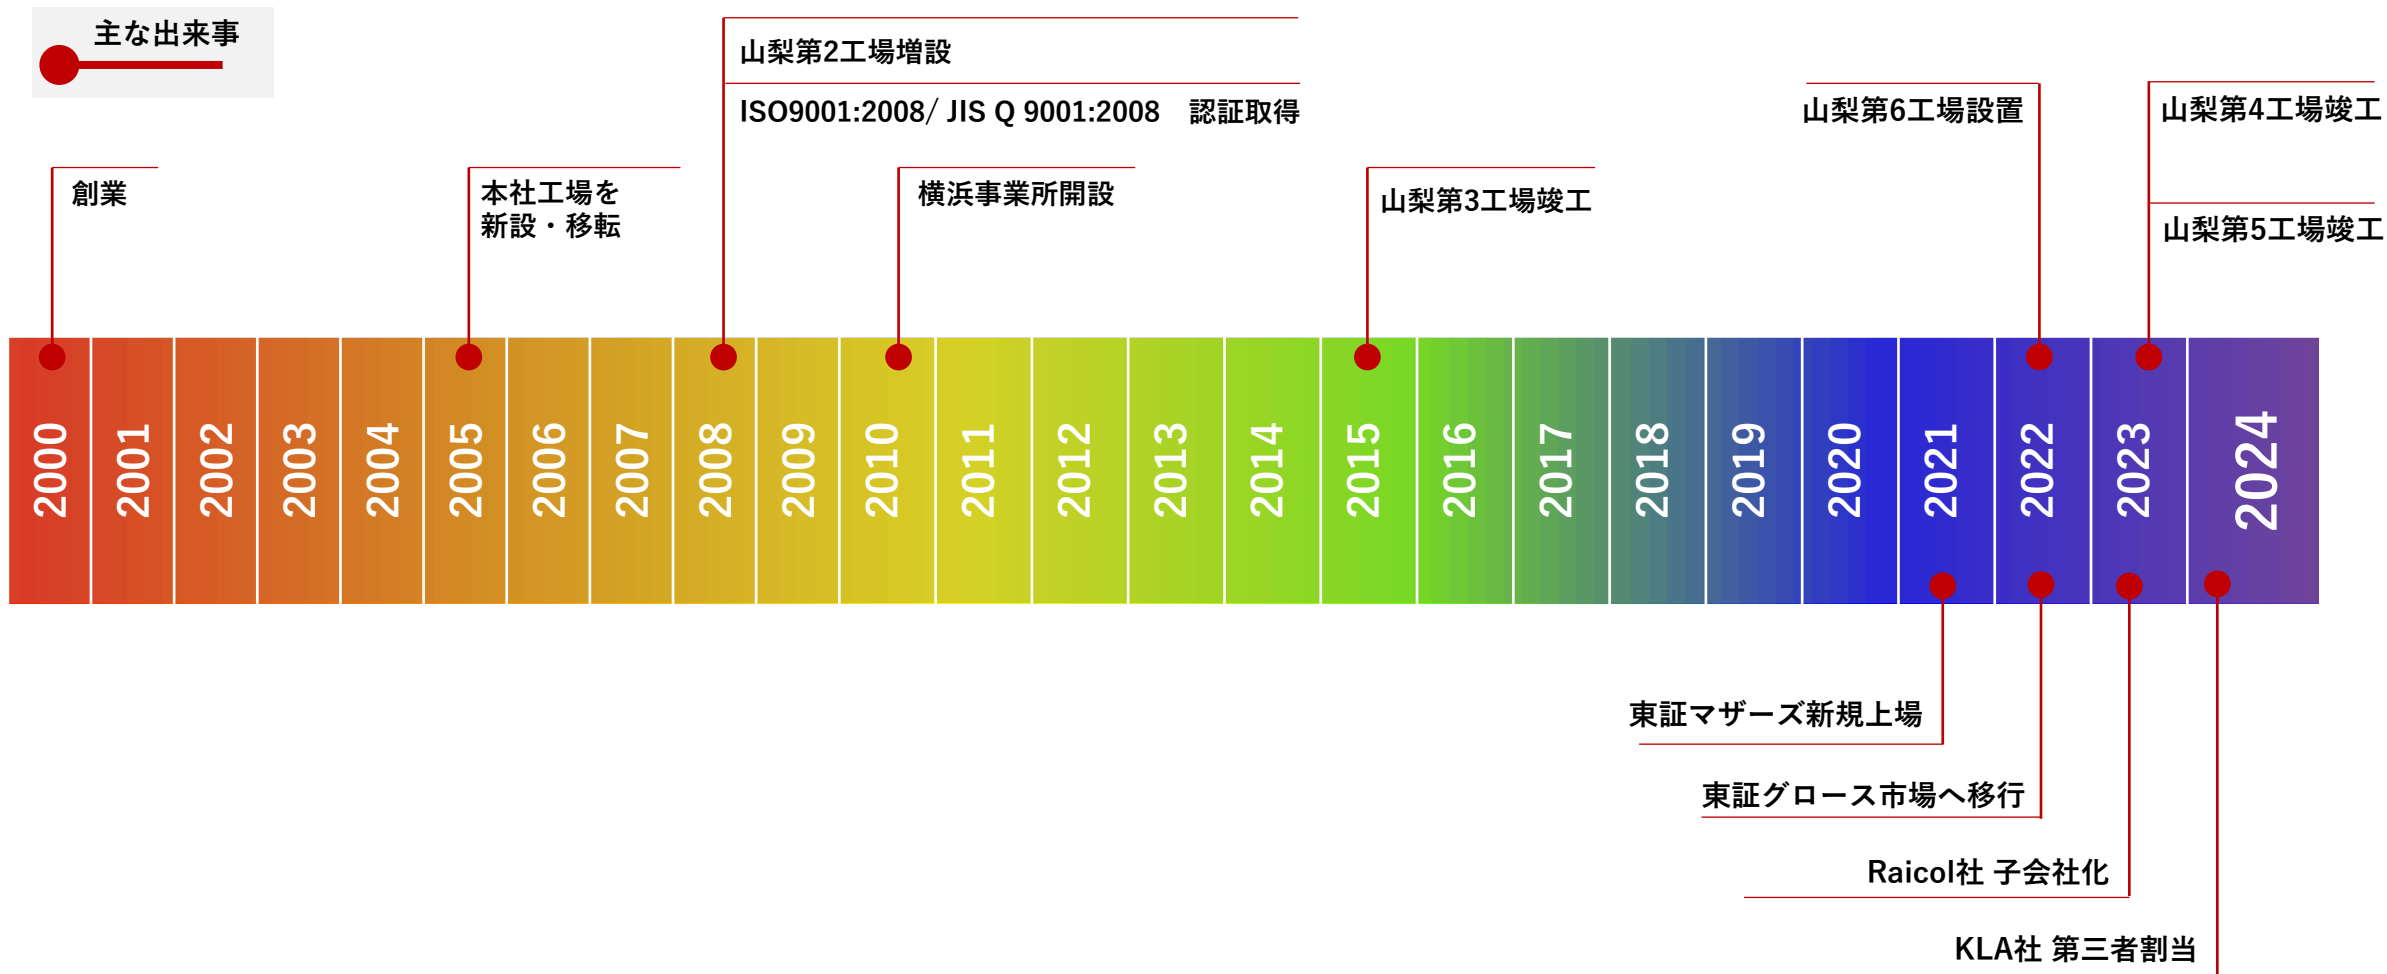 主な出来事
山梨第2工場増設
ISO9001:2008/ JIS Q 9001:2008　認証取得
山梨第6工場設置
山梨第4工場竣工
創業
本社工場を
新設・移転
横浜事業所開設
山梨第3工場竣工
山梨第5工場竣工
2000
2001
2002
2003
2004
2005
2006
2007
2008
2009
2010
2011
2012
2013
2014
2015
2016
2017
2018
2019
2020
2021
2022
2023
2024
東証マザーズ新規上場
東証グロース市場へ移行
Raicol社 子会社化
KLA社 第三者割当